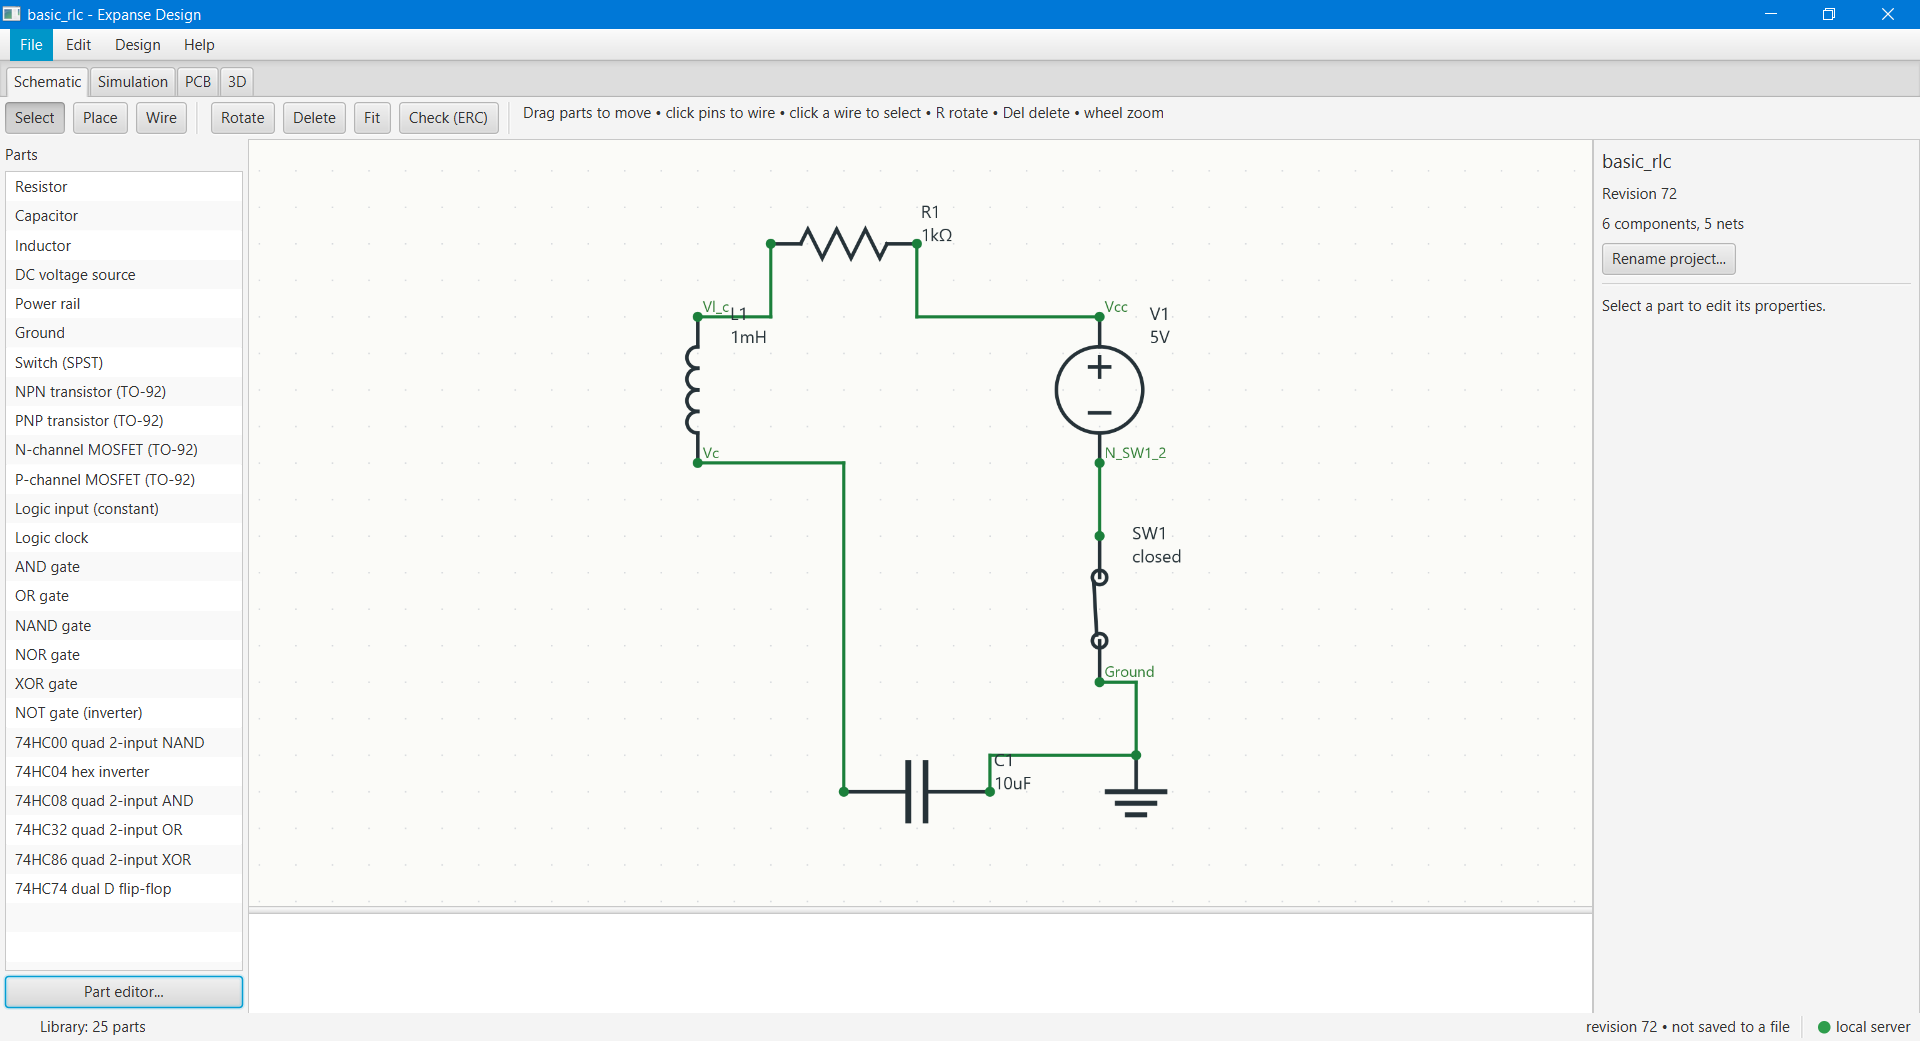 basic_rlc - Expanse Design
File Edit Design Help
Schematic Simulation PCB 3D
Select Place Wire Rotate Delete Fit Check (ERC) Drag parts to move • click pins to wire • click a wire to select • R rotate • Del delete • wheel zoom
Parts
Resistor
Capacitor
Inductor
DC voltage source
Power rail
Ground
Switch (SPST)
NPN transistor (TO-92)
PNP transistor (TO-92)
N-channel MOSFET (TO-92)
P-channel MOSFET (TO-92)
Logic input (constant)
Logic clock
AND gate
OR gate
NAND gate
NOR gate
XOR gate
NOT gate (inverter)
74HC00 quad 2-input NAND
74HC04 hex inverter
74HC08 quad 2-input AND
74HC32 quad 2-input OR
74HC86 quad 2-input XOR
74HC74 dual D flip-flop
Part editor...
R1
1kΩ
Vl_c
L1
1mH
Vcc
V1
5V
Vc
N_SW1_2
SW1
closed
Ground
C1
10uF
basic_rlc
Revision 72
6 components, 5 nets
Rename project...
Select a part to edit its properties.
Library: 25 parts
revision 72 • not saved to a file
local server